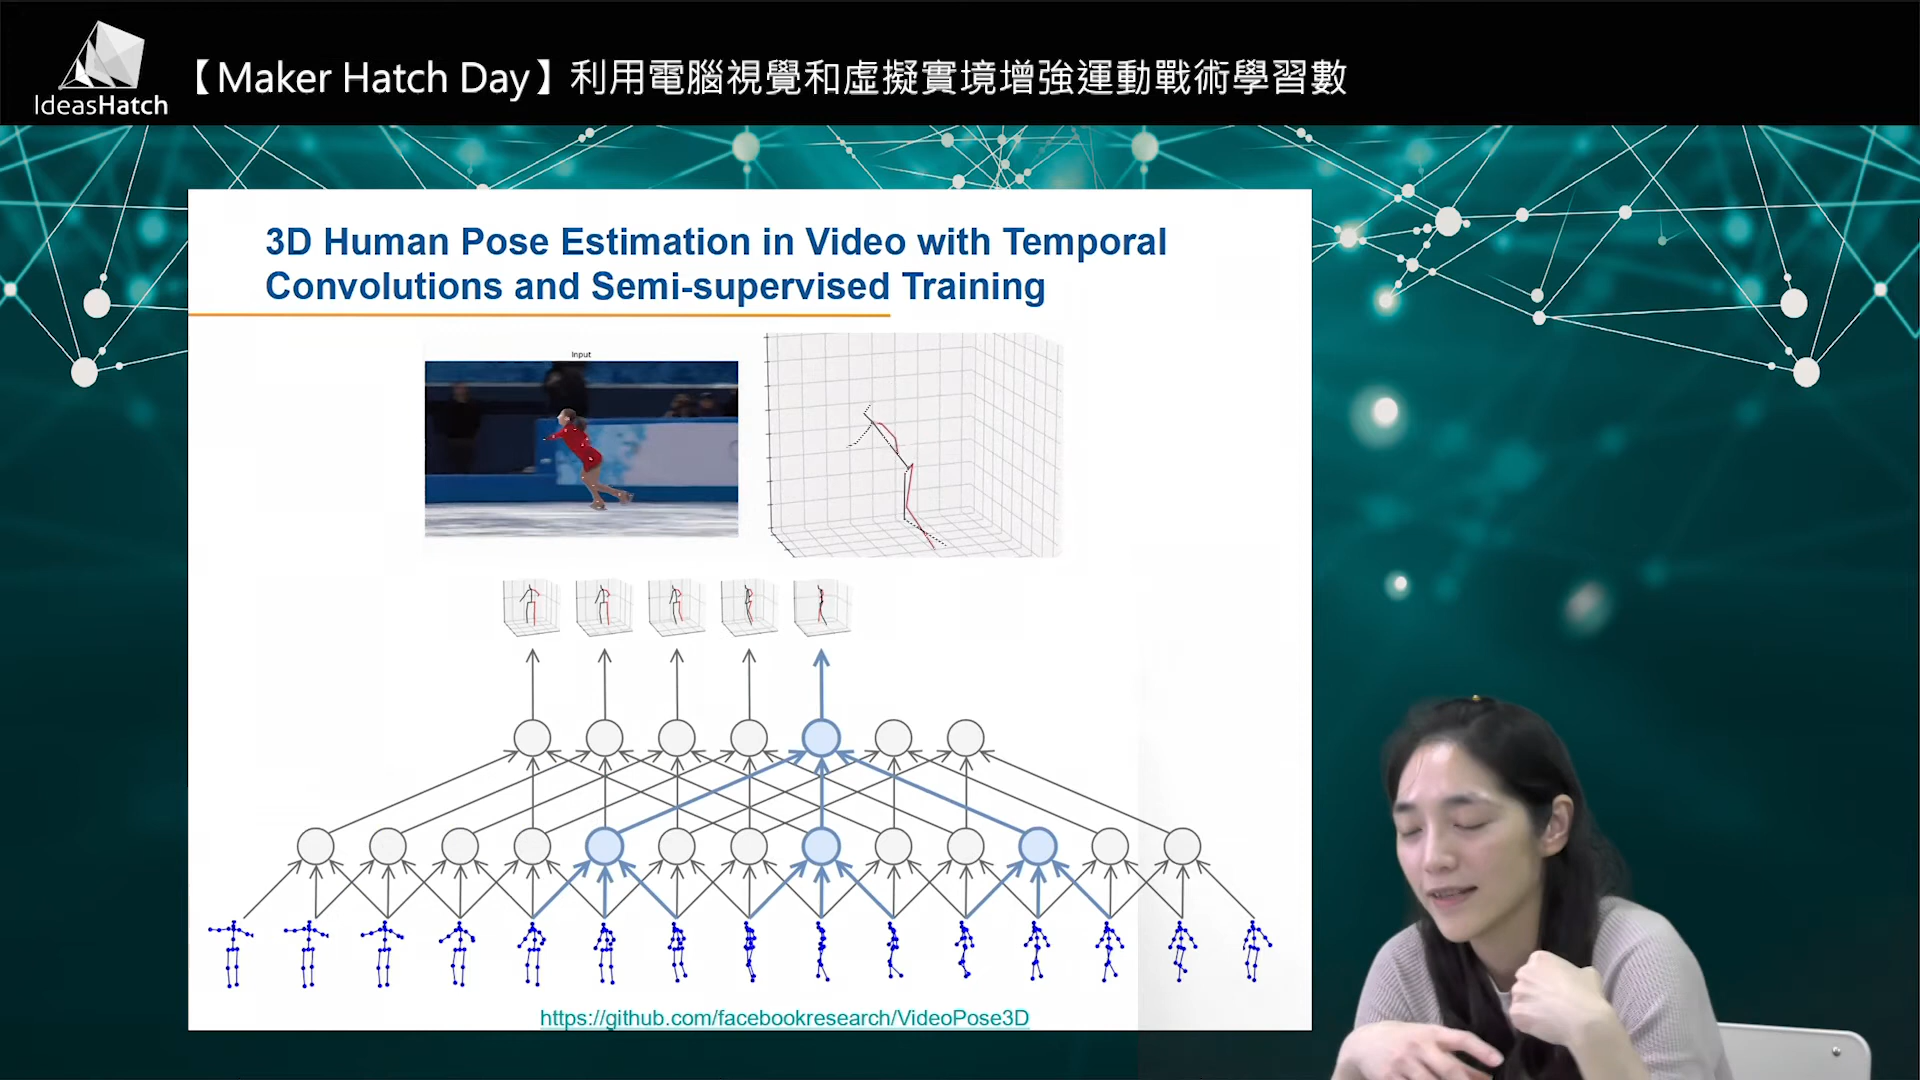 IdeasHatch
【Maker Hatch Day】利用電腦視覺和虛擬實境增強運動戰術學習數
3D Human Pose Estimation in Video with Temporal
Convolutions and Semi-supervised Training
Input
https://github.com/facebookresearch/VideoPose3D